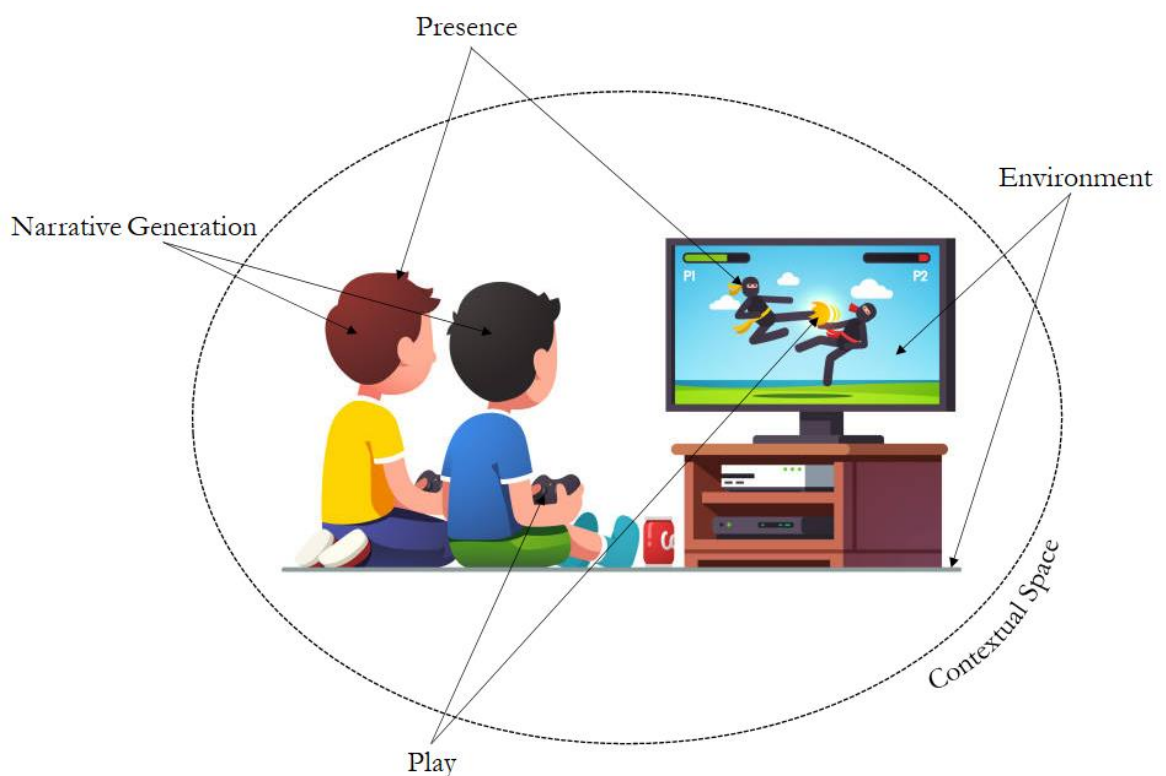 Presence
Environment
Narrative Generation
P1
P2
Contextual Space
Play